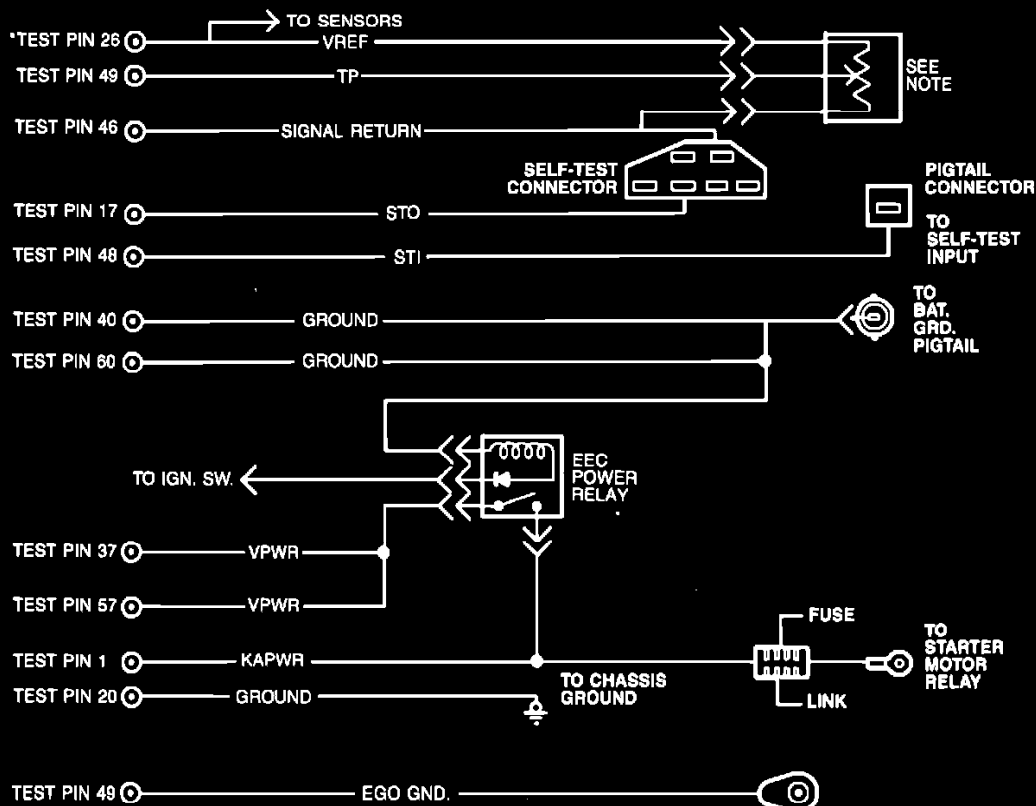 TO SENSORS
*TEST PIN 26 VREF
TEST PIN 49 TP
SEE
NOTE
TEST PIN 46 SIGNAL RETURN
SELF-TEST
CONNECTOR
PIGTAIL
CONNECTOR
TEST PIN 17 STO
TO
SELF-TEST
INPUT
TEST PIN 48 STI
TO
BAT.
GRD.
PIGTAIL
TEST PIN 40 GROUND
TEST PIN 60 GROUND
EEC
POWER
RELAY
TO IGN. SW.
TEST PIN 37 VPWR
TEST PIN 57 VPWR
FUSE
TO
STARTER
MOTOR
RELAY
TEST PIN 1 KAPWR
TO CHASSIS
GROUND
TEST PIN 20 GROUND
LINK
TEST PIN 49 EGO GND.